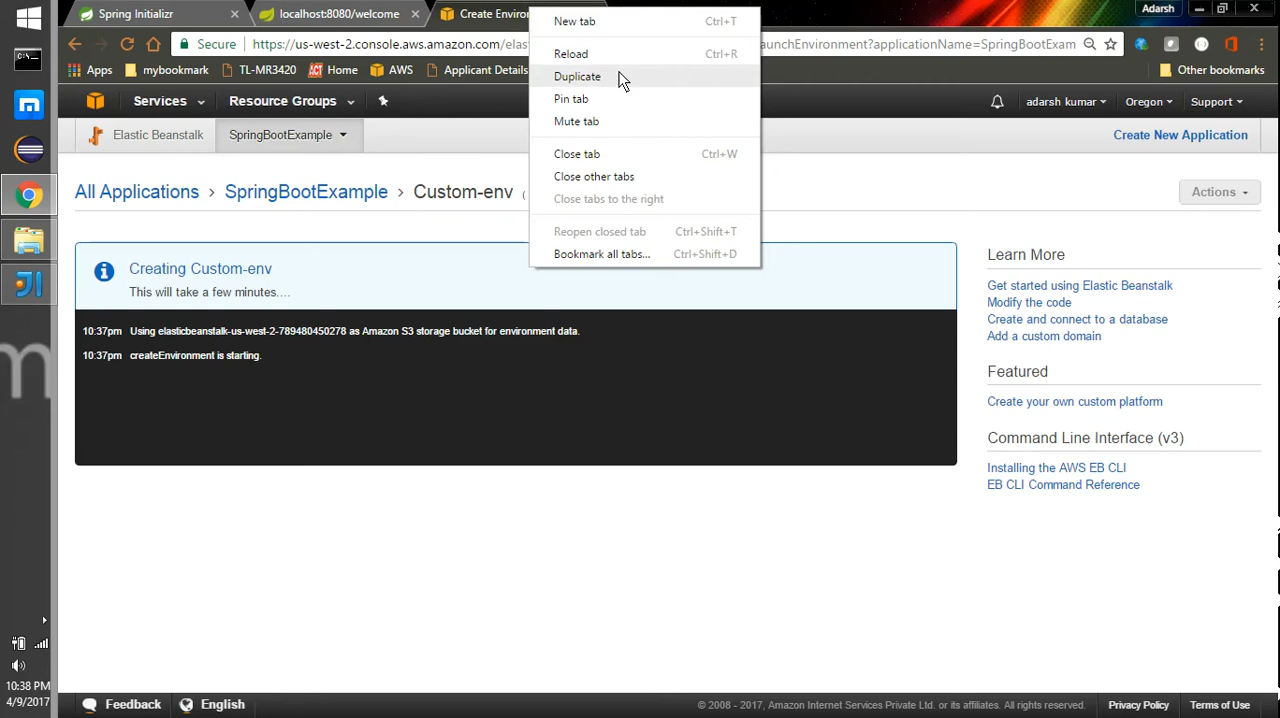 Spring Initializr
localhost:8080/welcome
Create Environ
Adarsh
Secure
https://us-west-2.console.aws.amazon.com/elas
aunchEnvironment?applicationName=SpringBootExam
Apps
mybookmark
TL-MR3420
Home
AWS
Applicant Details
Other bookmarks
New tab Ctrl+T
Reload Ctrl+R
Duplicate
Pin tab
Mute tab
Close tab Ctrl+W
Close other tabs
Close tabs to the right
Reopen closed tab Ctrl+Shift+T
Bookmark all tabs... Ctrl+Shift+D
Services
Resource Groups
adarsh kumar
Oregon
Support
Elastic Beanstalk
SpringBootExample
Create New Application
All Applications > SpringBootExample > Custom-env (
Actions
Creating Custom-env
This will take a few minutes....
10:37pm Using elasticbeanstalk-us-west-2-789480450278 as Amazon S3 storage bucket for environment data.
10:37pm createEnvironment is starting.
Learn More
Get started using Elastic Beanstalk
Modify the code
Create and connect to a database
Add a custom domain
Featured
Create your own custom platform
Command Line Interface (v3)
Installing the AWS EB CLI
EB CLI Command Reference
10:38 PM
4/9/2017
Feedback
English
© 2008 - 2017, Amazon Internet Services Private Ltd. or its affiliates. All rights reserved.
Privacy Policy
Terms of Use